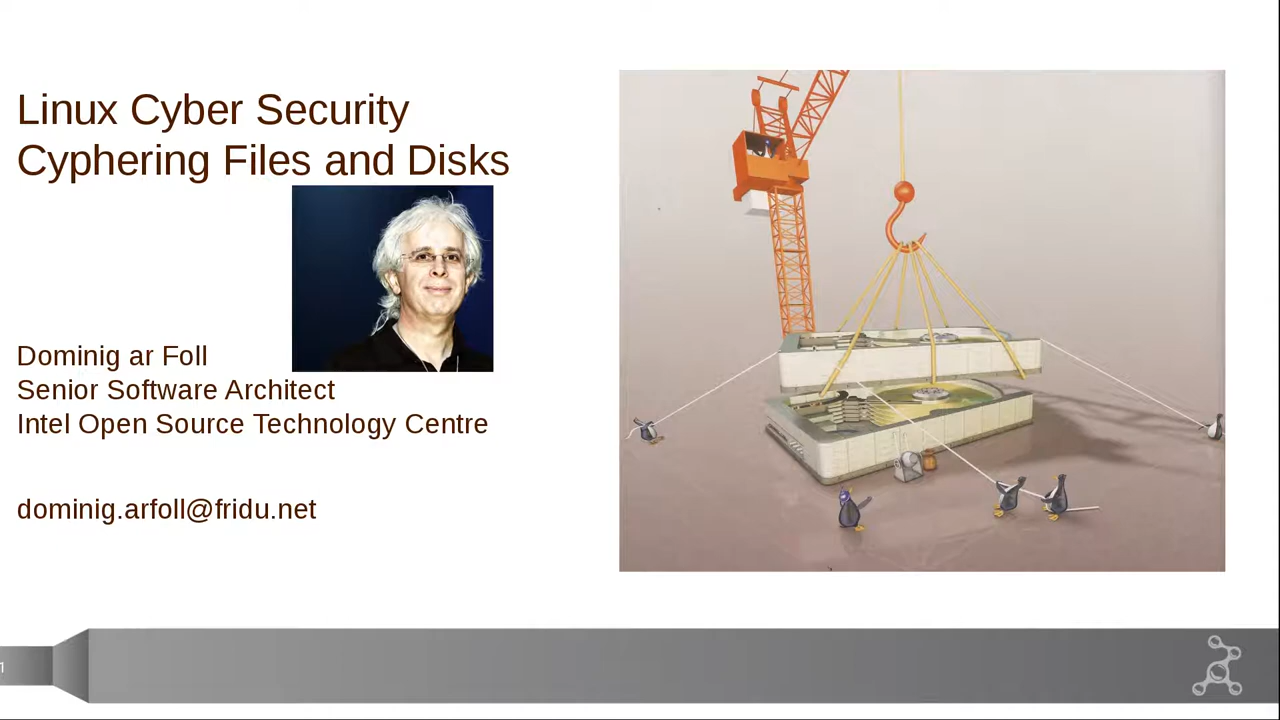 Linux Cyber Security
Cyphering Files and Disks
Dominig ar Foll
Senior Software Architect
Intel Open Source Technology Centre
dominig.arfoll@fridu.net
1